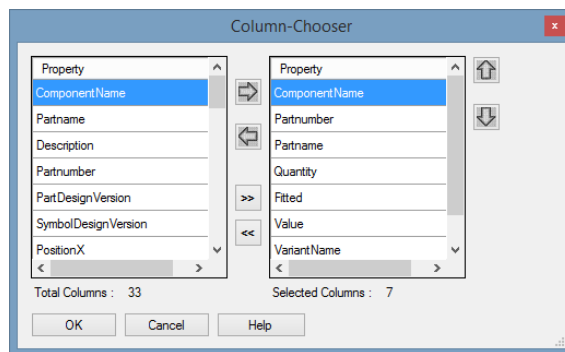 Column-Chooser
x
Property
ComponentName
Partname
Description
Partnumber
PartDesignVersion
SymbolDesignVersion
PositionX
>>
<<
Property
ComponentName
Partnumber
Partname
Quantity
Fitted
Value
VariantName
Total Columns : 33
Selected Columns : 7
OK Cancel Help